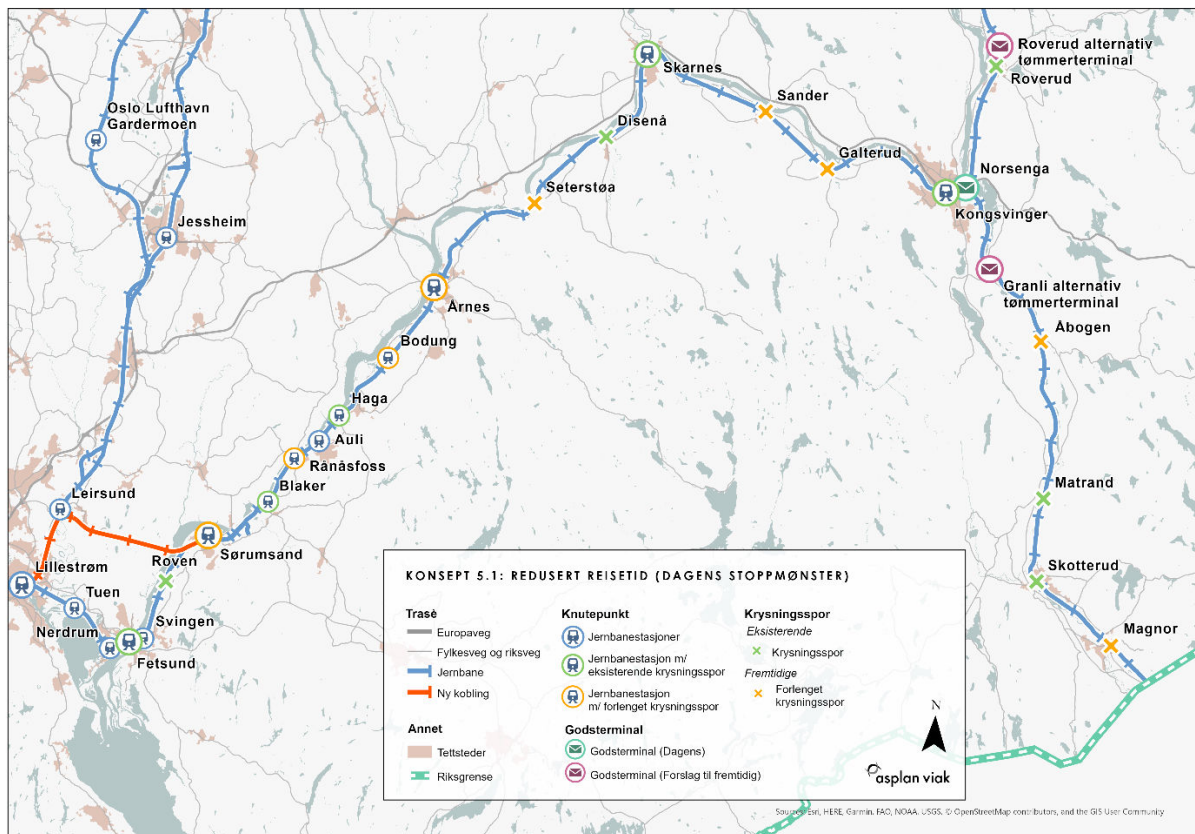 Oslo Lufthavn
Gardermoen
Jessheim
Leirsund
Lillestrøm
Tuen
Nerdrum
Fetsund
Svingen
Roven
Sørumsand
Blaker
Rånåsfoss
Auli
Haga
Bodung
Årnes
Seterstøa
Disenå
Skarnes
Sander
Galterud
Roverud alternativ
tømmerterminal
Roverud
Norsenga
Kongsvinger
Granli alternativ
tømmerterminal
Åbogen
Matrand
Skotterud
Magnor
KONSEPT 5.1: REDUSERT REISETID (DAGENS STOPPMØNSTER)
Trasè
Europaveg
Fylkesveg og riksveg
Jernbane
Ny kobling
Annet
Tettsteder
Riksgrense
Knutepunkt
Jernbanestasjoner
Jernbanestasjon m/
eksisterende krysningsspor
Jernbanestasjon
m/ forlenget krysningsspor
Godsterminal
Godsterminal (Dagens)
Godsterminal (Forslag til fremtidig)
Krysningsspor
Eksisterende
Krysningsspor
Fremtidige
Forlenget
krysningsspor
N
asplan viak
Sources: Esri, HERE, Garmin, FAO, NOAA, USGS, © OpenStreetMap contributors, and the GIS User Community